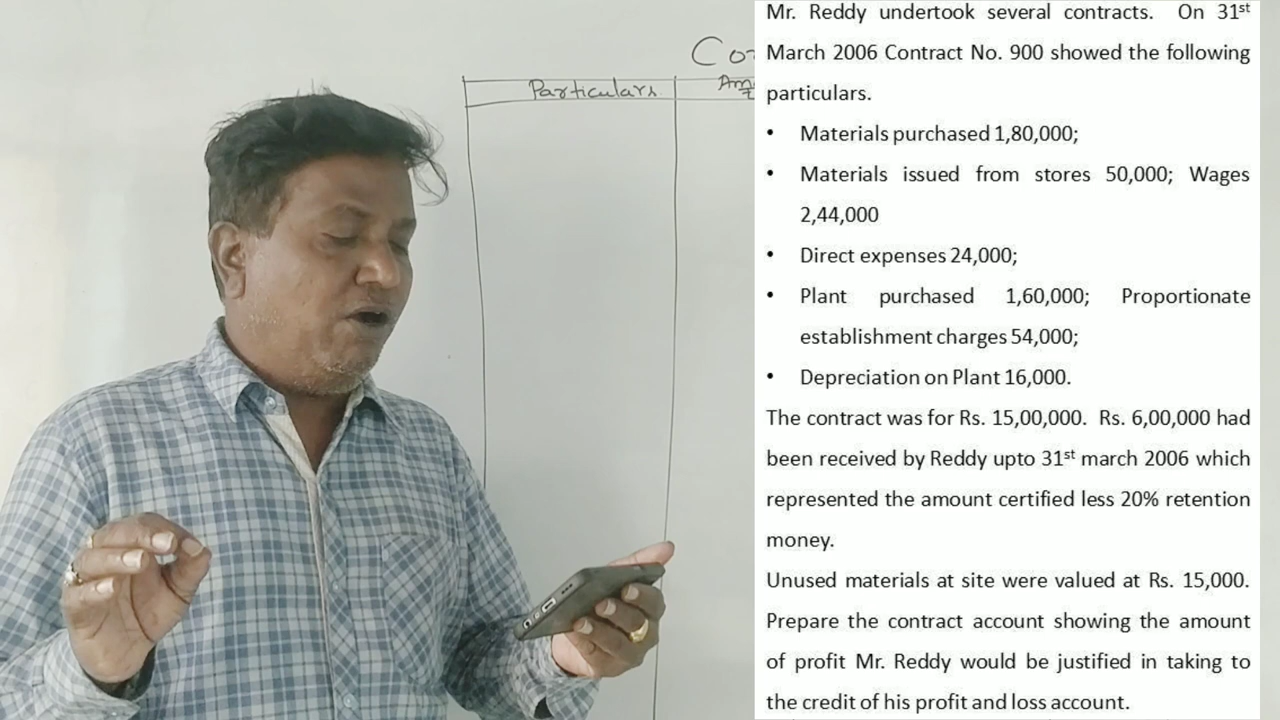 Co
Particulars
Am
Mr. Reddy undertook several contracts. On 31st
March 2006 Contract No. 900 showed the following
particulars.
• Materials purchased 1,80,000;
• Materials issued from stores 50,000; Wages
2,44,000
• Direct expenses 24,000;
• Plant purchased 1,60,000; Proportionate
establishment charges 54,000;
• Depreciation on Plant 16,000.
The contract was for Rs. 15,00,000. Rs. 6,00,000 had
been received by Reddy upto 31st march 2006 which
represented the amount certified less 20% retention
money.
Unused materials at site were valued at Rs. 15,000.
Prepare the contract account showing the amount
of profit Mr. Reddy would be justified in taking to
the credit of his profit and loss account.